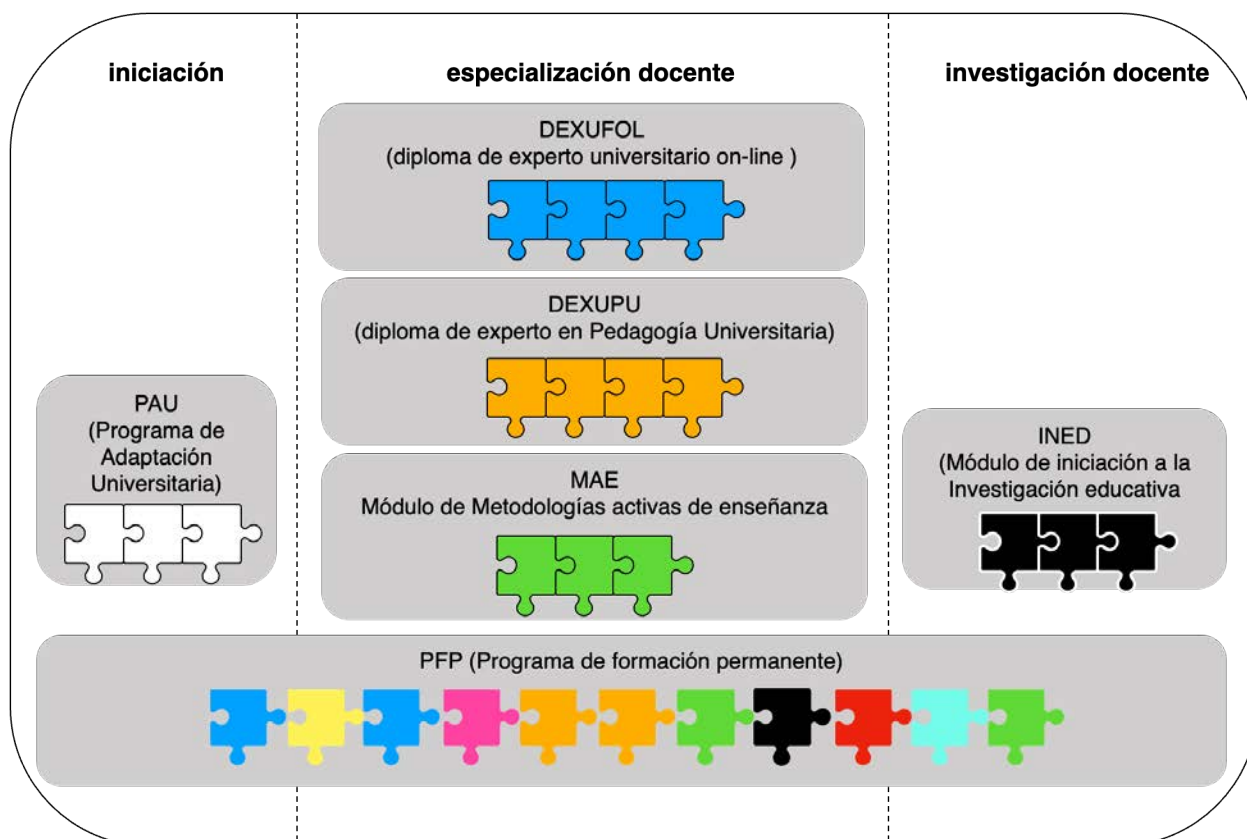 iniciación
especialización docente
investigación docente
DEXUFOL
(diploma de experto universitario on-line )
DEXUPU
(diploma de experto en Pedagogía Universitaria)
PAU
(Programa de
Adaptación
Universitaria)
MAE
Módulo de Metodologías activas de enseñanza
INED
(Módulo de iniciación a la
Investigación educativa
PFP (Programa de formación permanente)